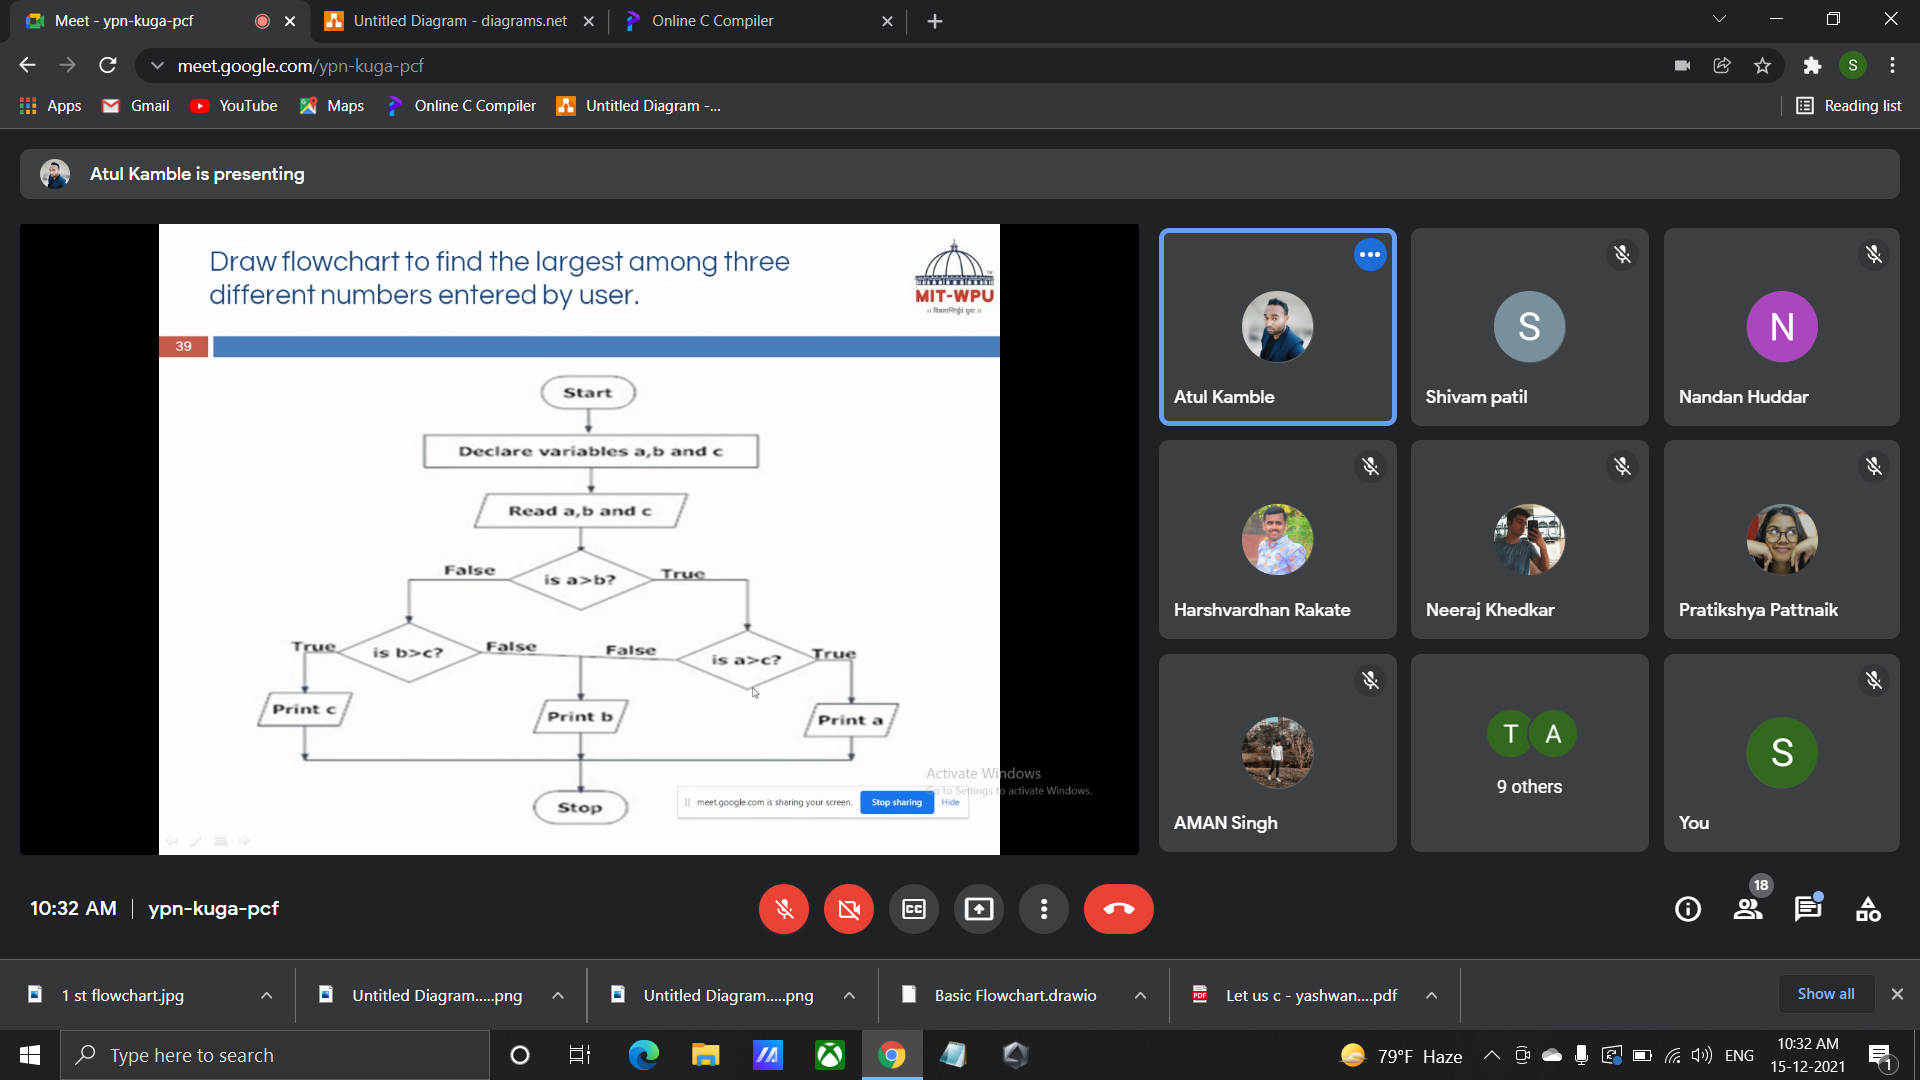 Meet - ypn-kuga-pcf
Untitled Diagram - diagrams.net
Online C Compiler
meet.google.com/ypn-kuga-pcf
S
Apps
Gmail
YouTube
Maps
Online C Compiler
Untitled Diagram -...
Reading list
Atul Kamble is presenting
Draw flowchart to find the largest among three
different numbers entered by user.
MIT-WPU
39
Start
Declare variables a,b and c
Read a,b and c
False
is a>b?
True
True
is b>c?
False
False
is a>c?
True
Print c
Print b
Print a
Stop
Activate Windows
Go to Settings to activate Windows.
meet.google.com is sharing your screen.
Stop sharing
Hide
Atul Kamble
S
Shivam patil
N
Nandan Huddar
Harshvardhan Rakate
Neeraj Khedkar
Pratikshya Pattnaik
AMAN Singh
T
A
9 others
S
You
10:32 AM | ypn-kuga-pcf
CC
18
1 st flowchart.jpg
Untitled Diagram.....png
Untitled Diagram.....png
Basic Flowchart.drawio
PDF
Let us c - yashwan....pdf
Show all
Type here to search
79°F Haze
ENG
10:32 AM
15-12-2021
1